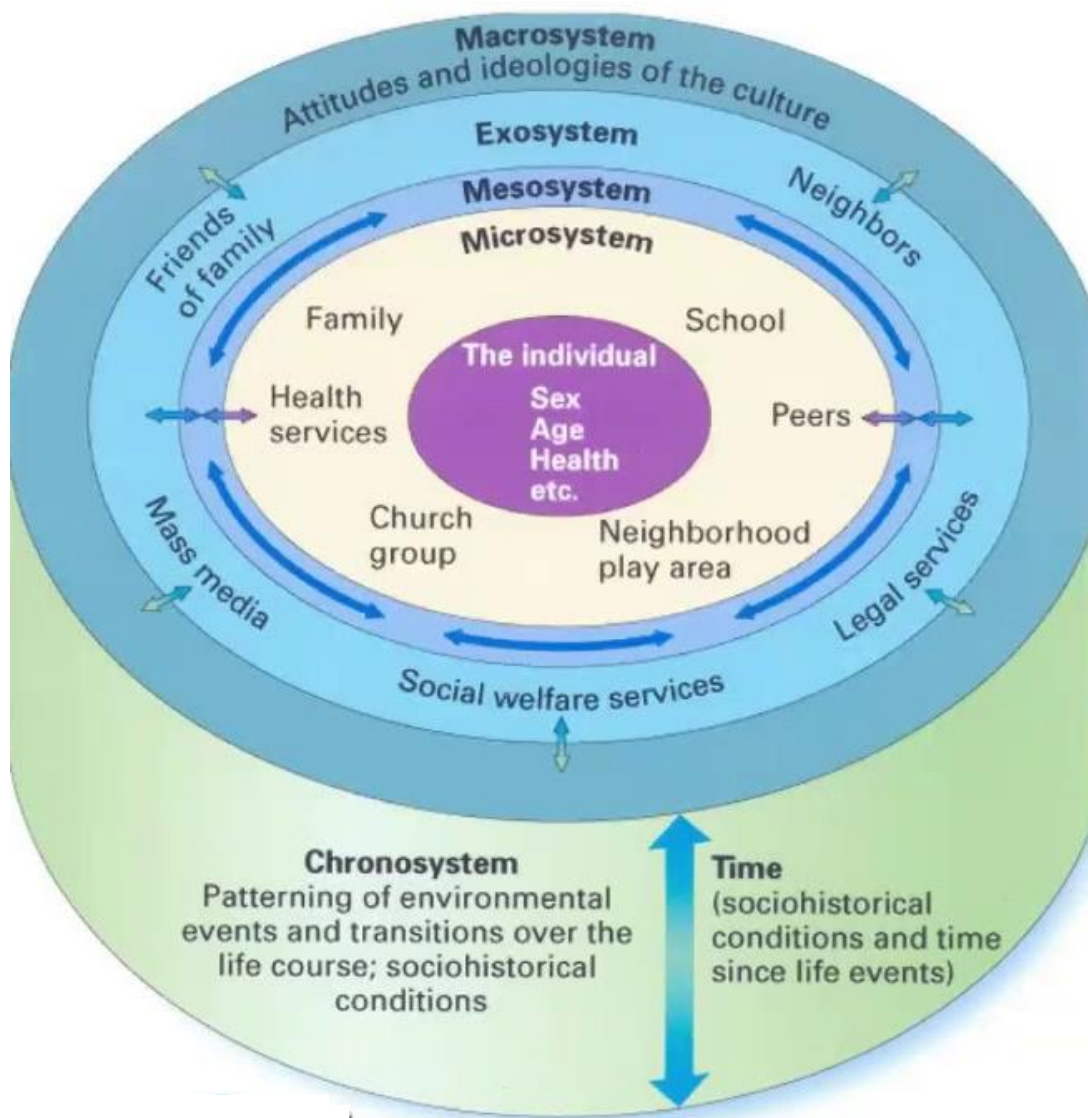 Macrosystem
Attitudes and ideologies of the culture
Exosystem
Mesosystem
Microsystem
Friends
of family
Neighbors
Family
School
The individual
Sex
Age
Health
etc.
Health
services
Peers
Church
group
Neighborhood
play area
Mass media
Legal services
Social welfare services
Chronosystem
Patterning of environmental
events and transitions over the
life course; sociohistorical
conditions
Time
(sociohistorical
conditions and time
since life events)